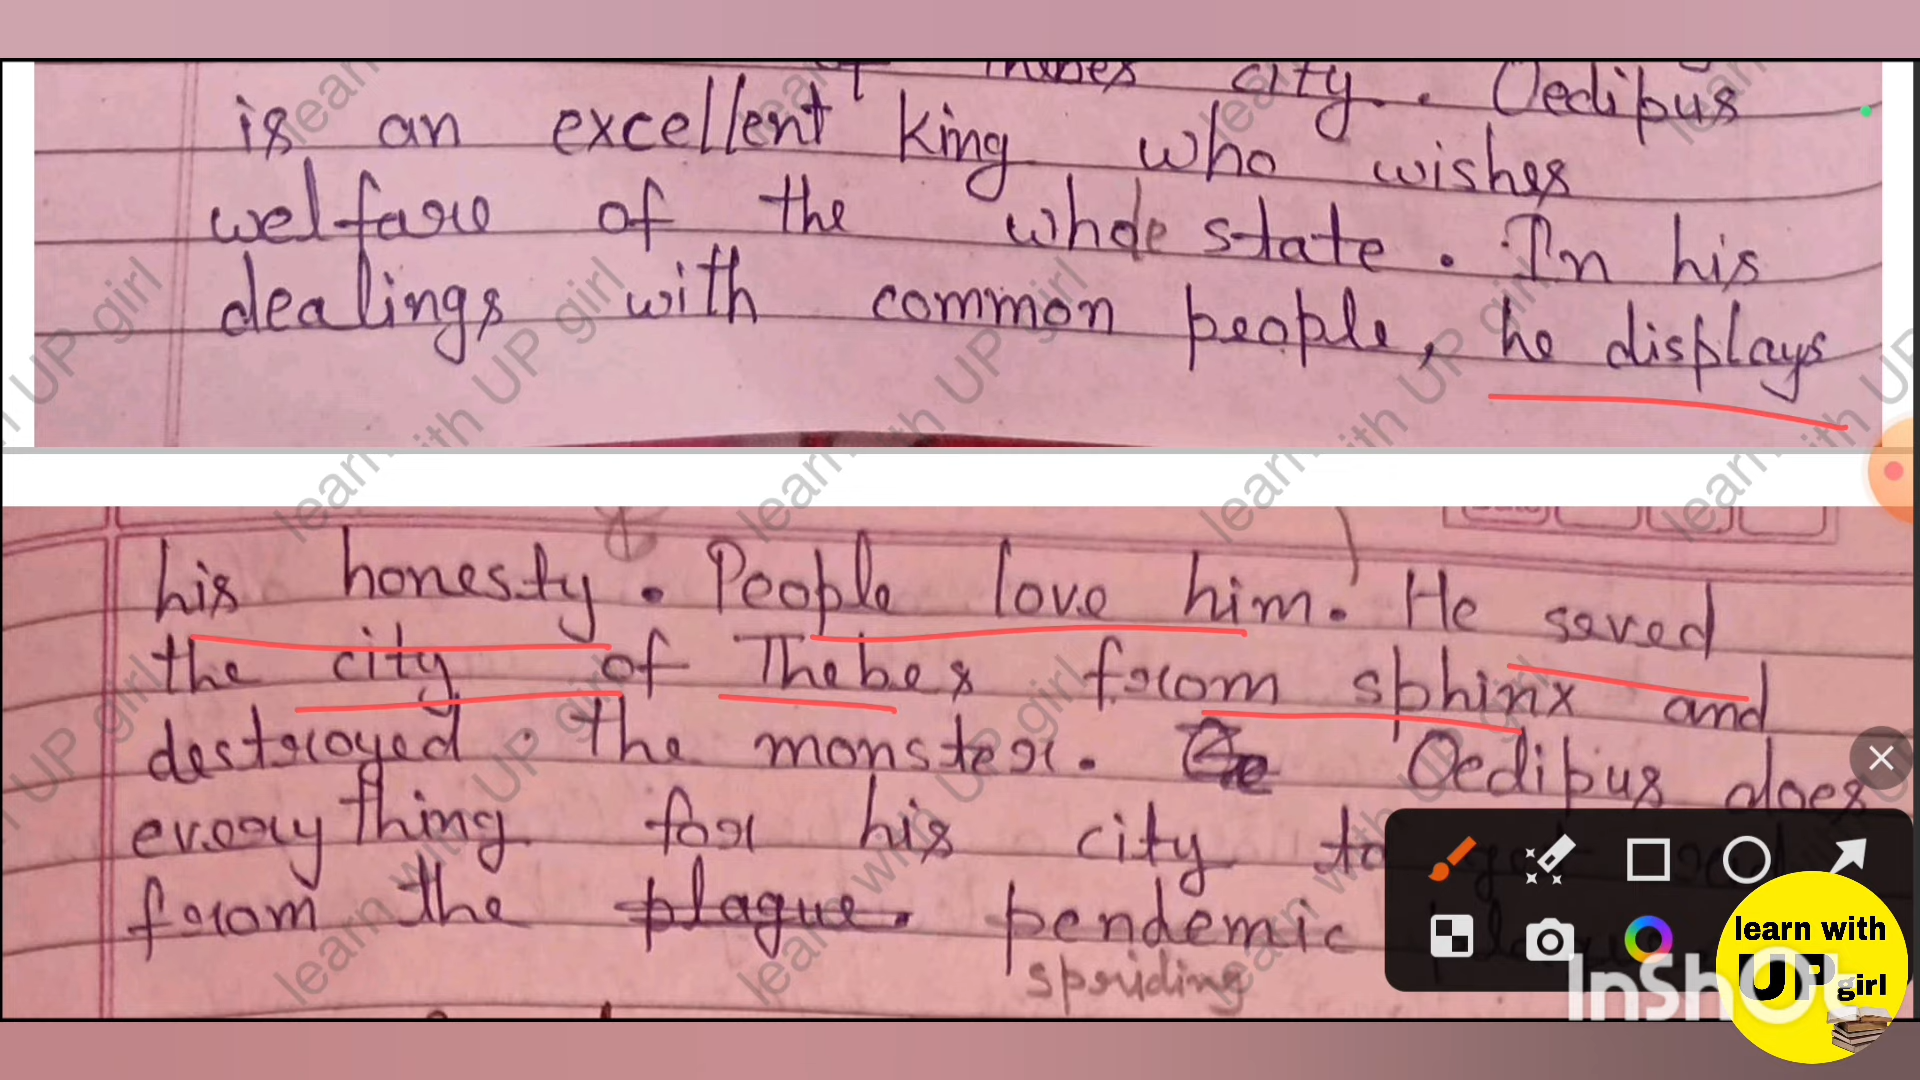 Thebes city. Oedipus
is an excellent king who wishes
welfare of the whole state. In his
dealings with common people, he displays
his honesty. People love him. He saved
the city of Thebes from sphinx and
destroyed the monster. Oedipus does
everything for his city to
from the plague. pendemic
spriding
learn with
UP girl
InShOt